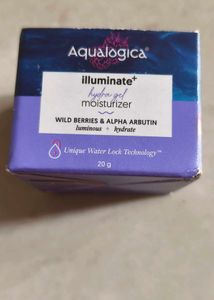 Aqualogica®
illuminate+
hydra gel
moisturizer
WILD BERRIES & ALPHA ARBUTIN
luminous + hydrate
Unique Water Lock Technology™
20 g